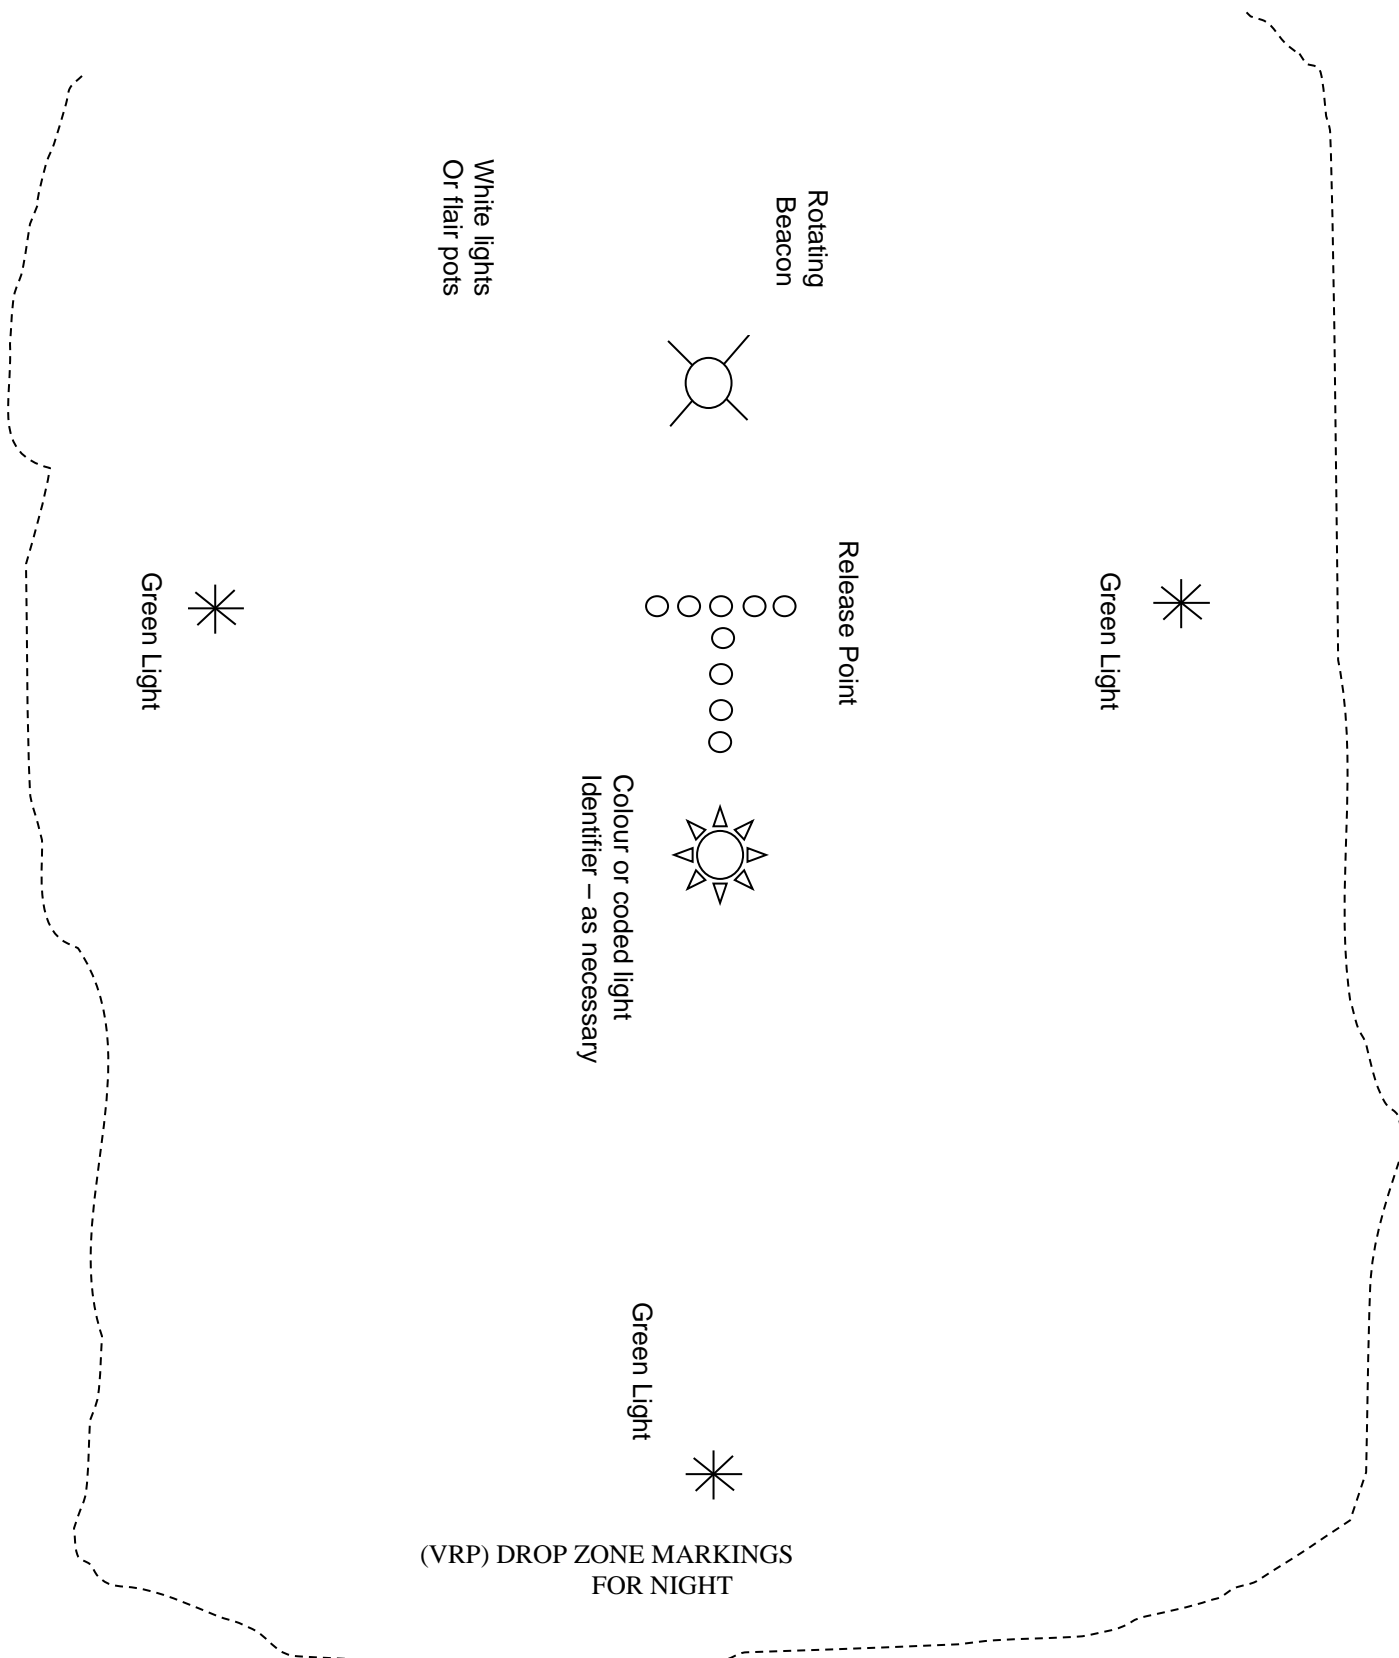 White lights
Or flair pots
Rotating
Beacon
Release Point
Green Light
Green Light
Colour or coded light
Identifier – as necessary
Green Light
(VRP) DROP ZONE MARKINGS
FOR NIGHT